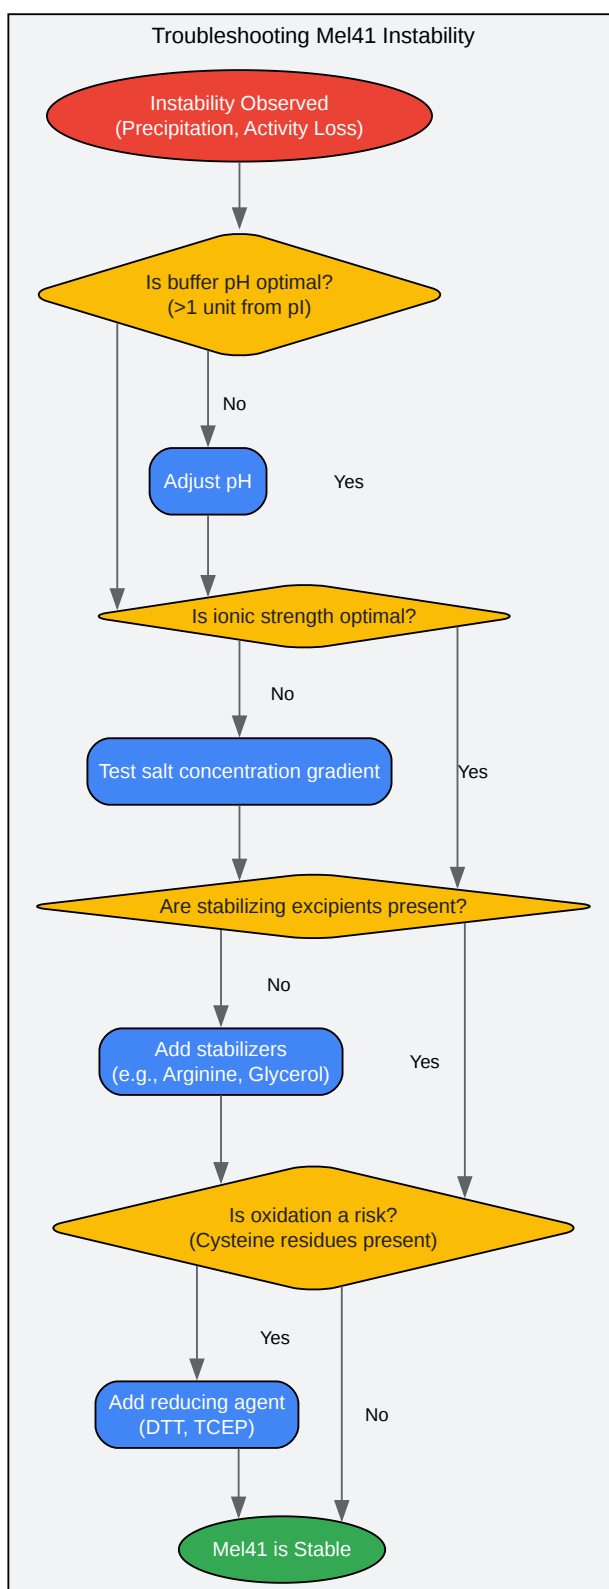 Troubleshooting Mel41 Instability
Instability Observed
(Precipitation, Activity Loss)
Is buffer pH optimal?
(>1 unit from pI)
No
Adjust pH
Yes
Is ionic strength optimal?
No
Test salt concentration gradient
Yes
Are stabilizing excipients present?
No
Add stabilizers
(e.g., Arginine, Glycerol)
Yes
Is oxidation a risk?
(Cysteine residues present)
Yes
Add reducing agent
(DTT, TCEP)
No
Mel41 is Stable